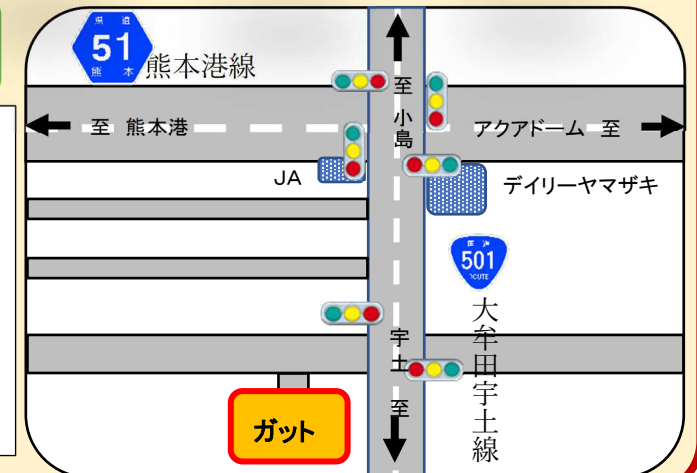 県道
51
熊本
熊本港線
至 小島
至 熊本港
アクアドーム 至
JA
デイリーヤマザキ
国道
501
ROUTE
大牟田宇土線
宇土 至
ガット